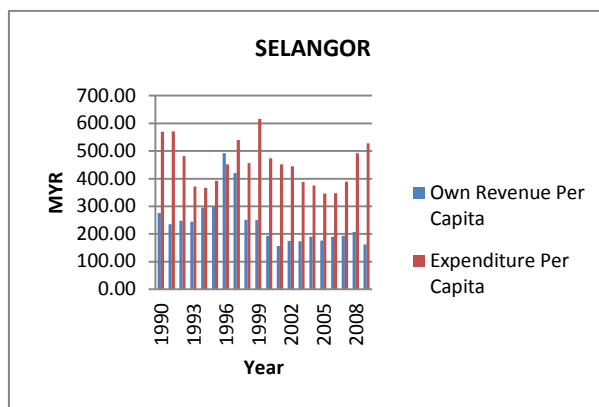 SELANGOR
700.00
600.00
500.00
400.00
300.00
200.00
100.00
0.00
MYR
1990
1993
1996
1999
2002
2005
2008
Year
Own Revenue Per
Capita
Expenditure Per
Capita